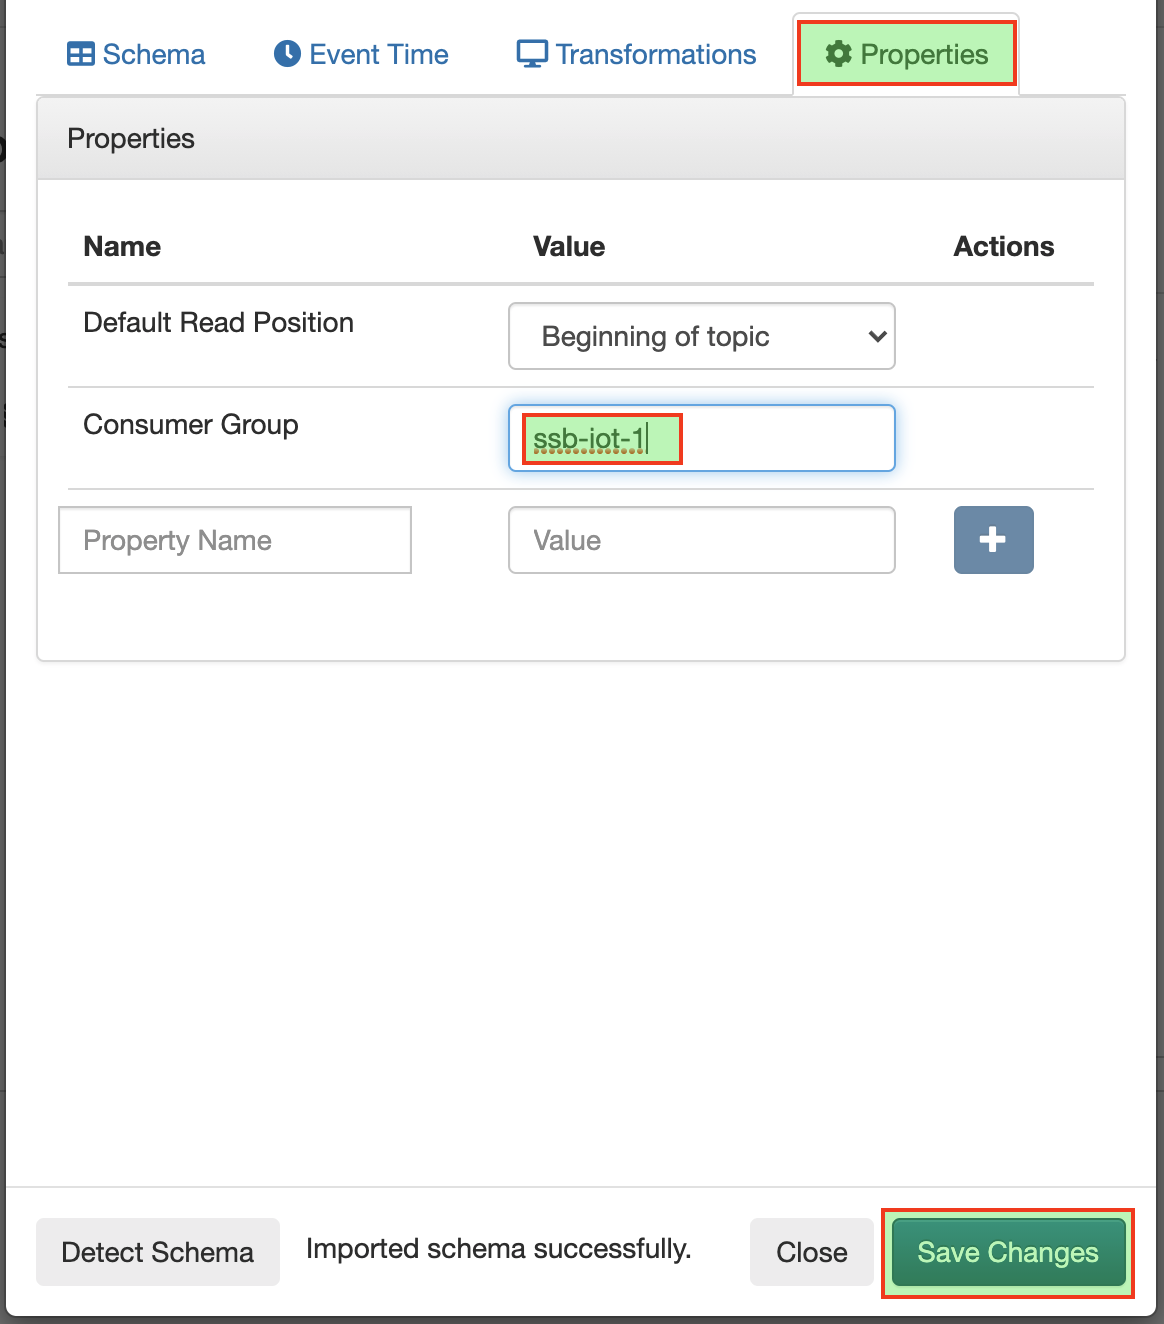 Schema Event Time Transformations Properties
Properties
Name Value Actions
Default Read Position Beginning of topic
Consumer Group ssb-iot-1
Property Name Value
Detect Schema Imported schema successfully. Close Save Changes